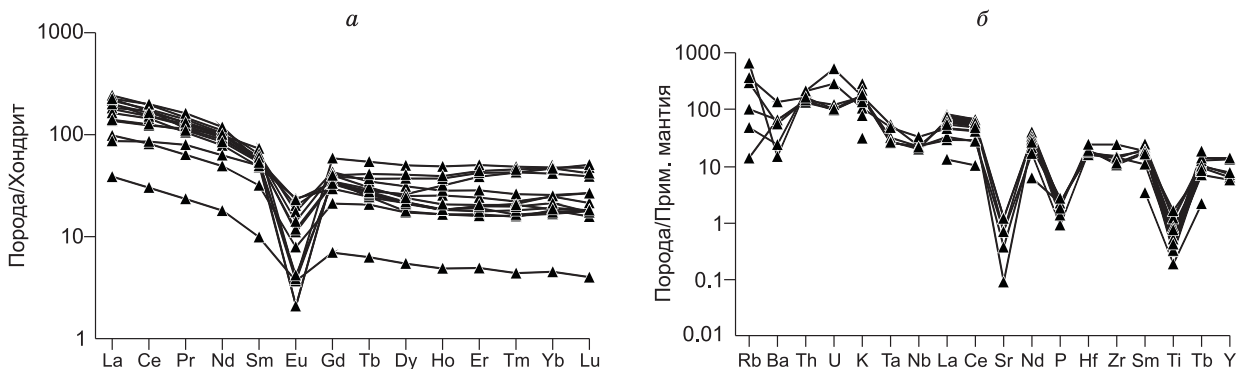 а
Порода/Хондрит
1000
100
10
1
La Ce Pr Nd Sm Eu Gd Tb Dy Ho Er Tm Yb Lu
б
Порода/Прим. мантия
1000
100
10
1
0.1
0.01
Rb Ba Th U K Ta Nb La Ce Sr Nd P Hf Zr Sm Ti Tb Y